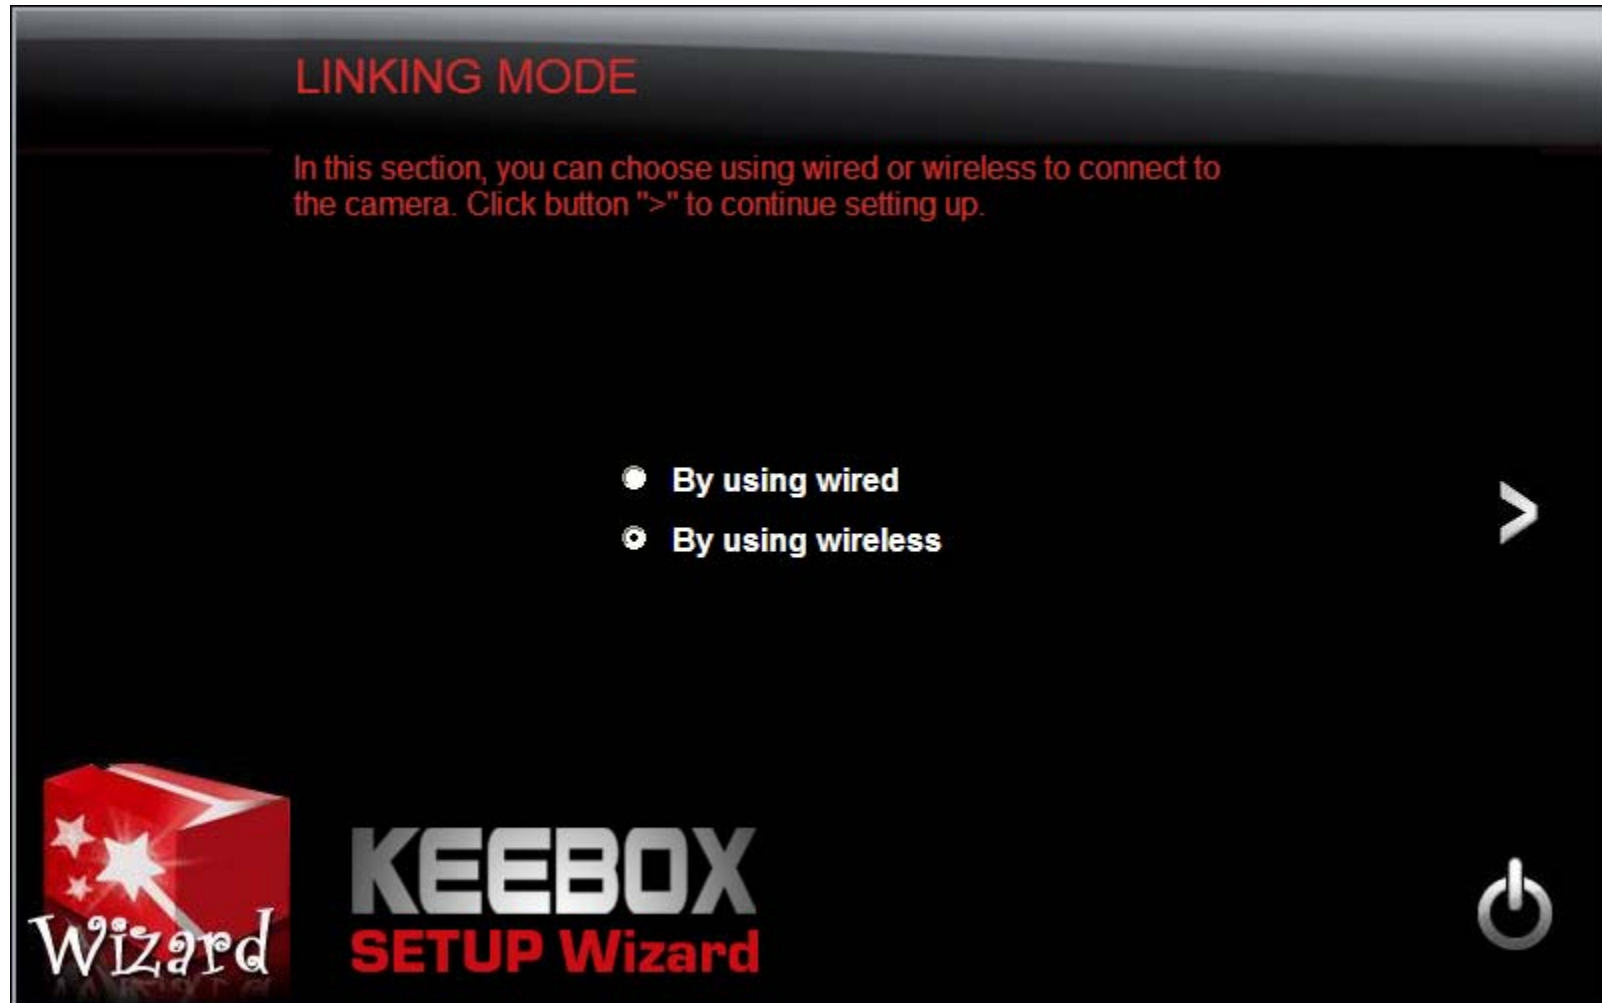 LINKING MODE
In this section, you can choose using wired or wireless to connect to
the camera. Click button ">" to continue setting up.
By using wired
By using wireless
>
Wizard
KEEBOX
SETUP Wizard